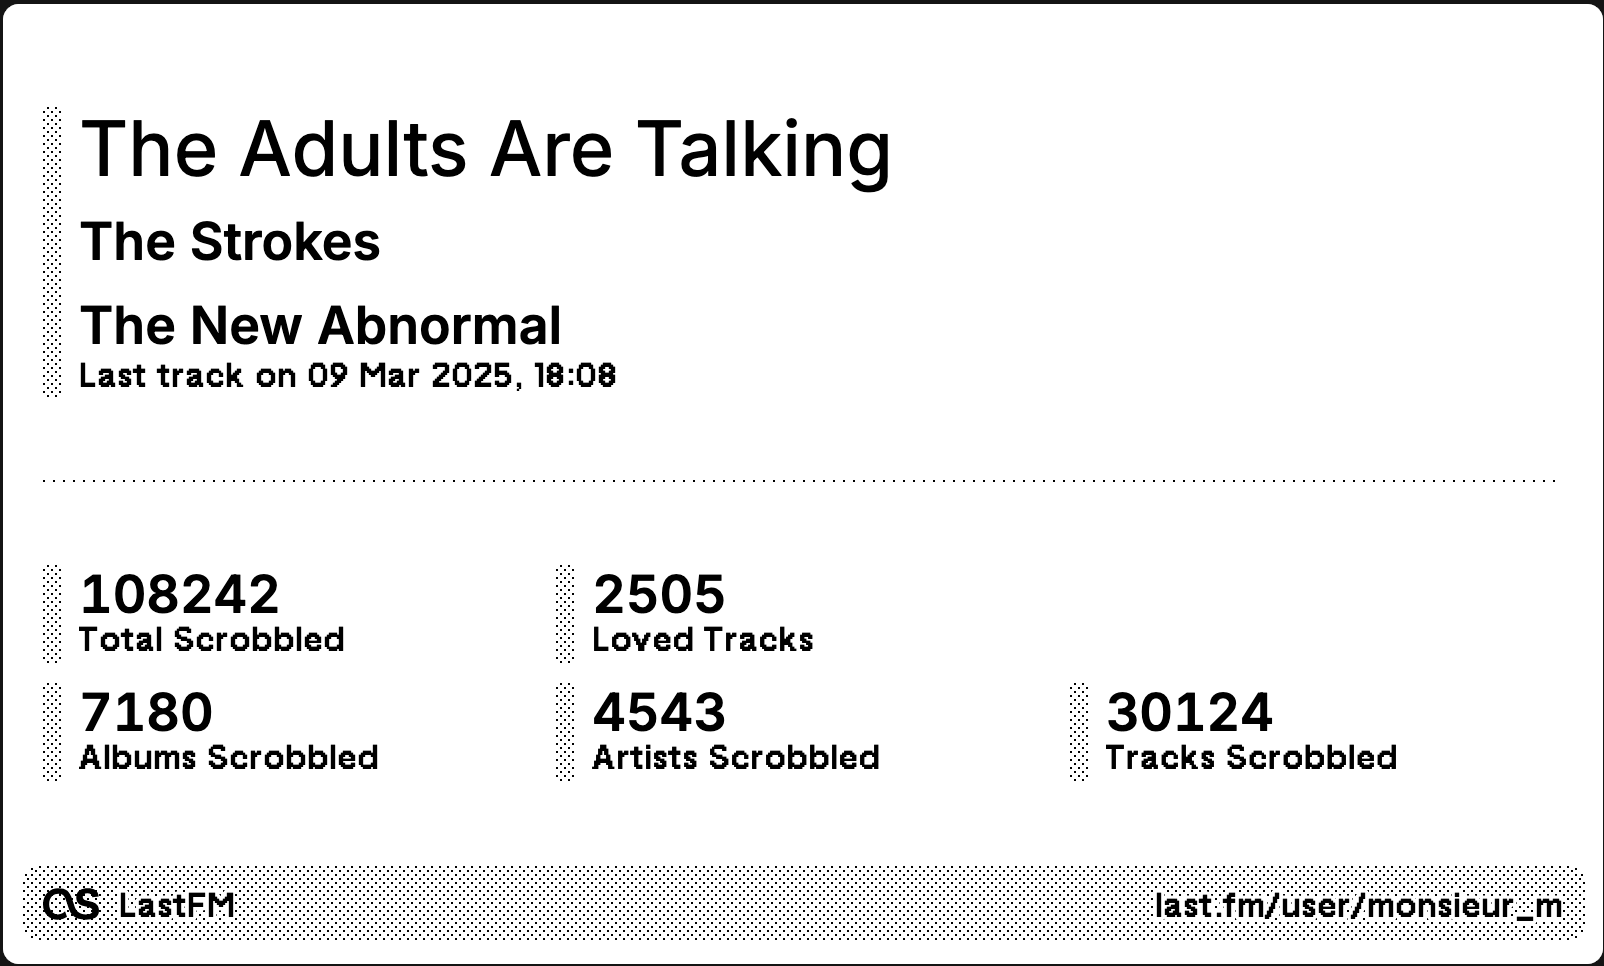 The Adults Are Talking
The Strokes
The New Abnormal
Last track on 09 Mar 2025, 18:08
108242
Total Scrobbled
2505
Loved Tracks
7180
Albums Scrobbled
4543
Artists Scrobbled
30124
Tracks Scrobbled
LastFM
last.fm/user/monsieur_m